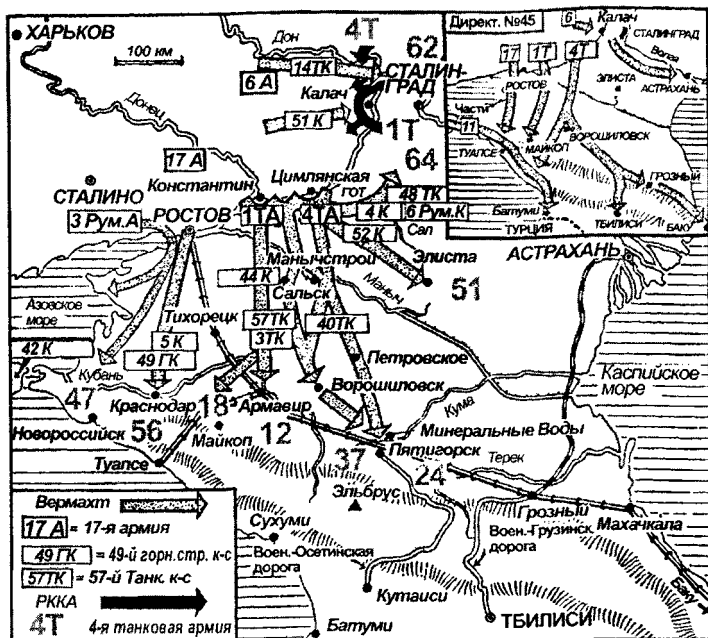 ХАРЬКОВ
100 км
Дон
4Т
62
6 А
14ТК
СТАЛИН-
ГРАД
Калач
51 К
1Т
64
Донец
17 А
Константин
Цимлянская
гот
48 ТК
СТАЛИНО
3 Рум.А
РОСТОВ
1ТА
4ТА
4 К
6 Рум.К
Сал
52 К
Элиста
51
Манычстрой
Маныч
44 К
Сальск
Азовское
море
Тихорецк
57ТК
3ТК
40ТК
5 К
49 ГК
42 К
Кубань
Петровское
Ворошиловск
47
Краснодар
18
Армавир
Кума
Новороссийск
56
Майкоп
12
Минеральные Воды
Пятигорск
37
24
Терек
Туапсе
Эльбрус
Грозный
Махачкала
Сухуми
Воен.-Осетинская
дорога
Воен.-Грузинск
дорога
Баку
Кутаиси
Батуми
ТБИЛИСИ
АСТРАХАНЬ
Каспийское
море
Директ. №45
6
Калач
СТАЛИНГРАД
17
1Т
4Т
Волга
РОСТОВ
ЭЛИСТА
АСТРАХАНЬ
Части
11
ВОРОШИЛОВСК
ТУАПСЕ
МАЙКОП
ГРОЗНЫЙ
Батуми
ТУРЦИЯ
ТБИЛИСИ
БАКУ
Вермахт
17 А = 17-я армия
49 ГК = 49-й горн.стр. к-с
57ТК = 57-й Танк. к-с
РККА
4Т 4-я танковая армия